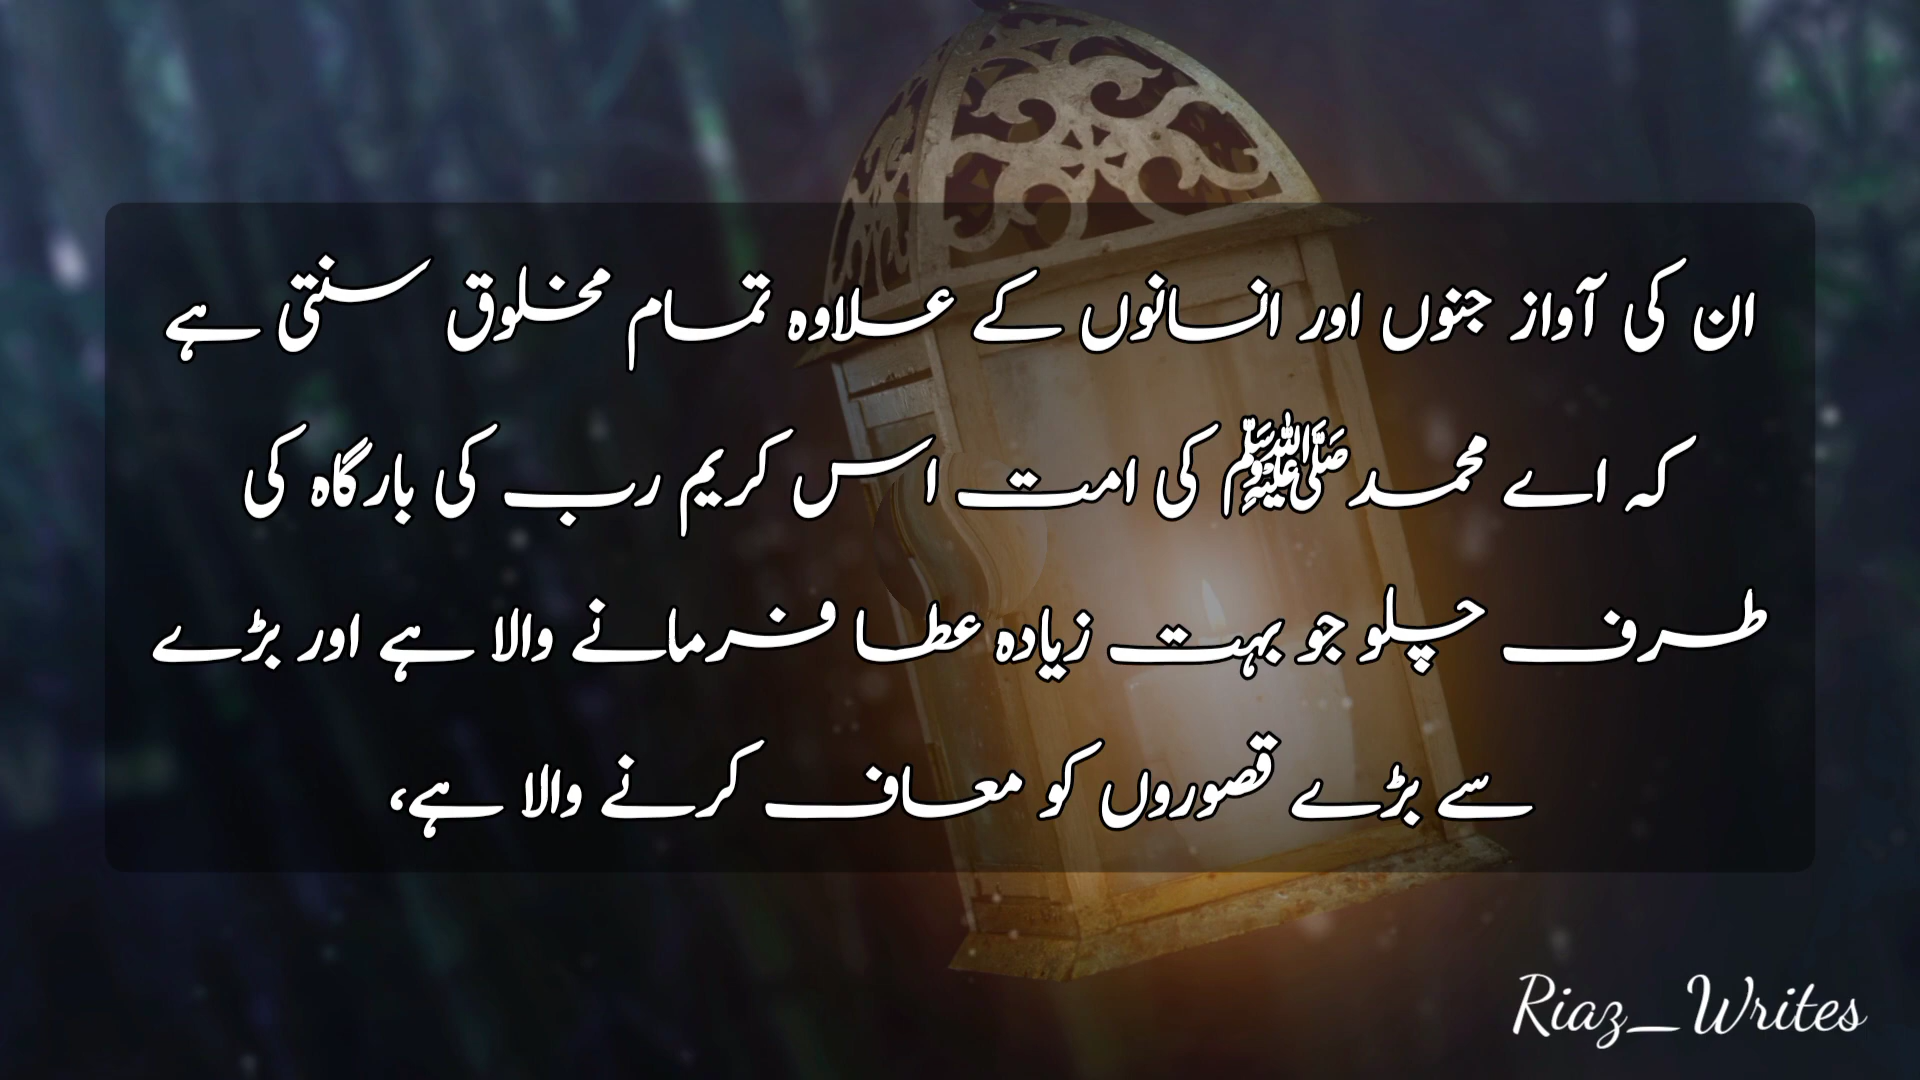 ان کی آواز جنوں اور انسانوں کے علاوہ تمام مخلوق سنتی ہے
کہ اے محمدﷺ کی امت اس کریم رب کی بارگاہ کی
طرف چلو جو بہت زیادہ عطا فرمانے والا ہے اور بڑے
سے بڑے قصوروں کو معاف کرنے والا ہے،
Riaz_Writes